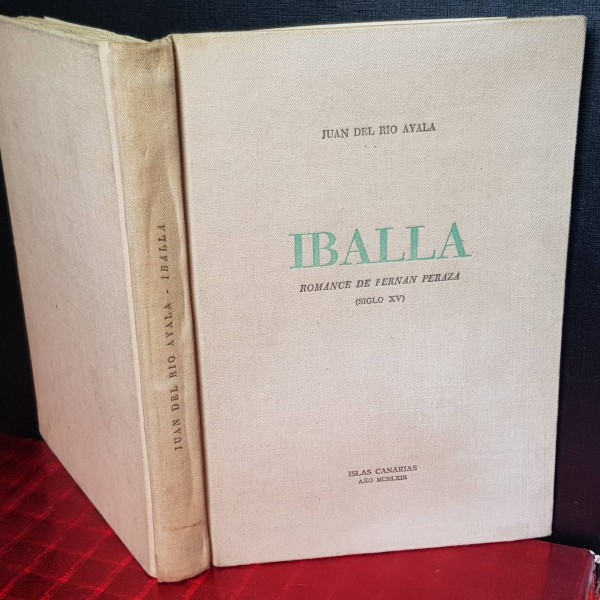 JUAN DEL RIO AYALA - IBALLA
JUAN DEL RIO AYALA
IBALLA
ROMANCE DE FERNAN PERAZA
(SIGLO XV)
ISLAS CANARIAS
AÑO MCMLXIII